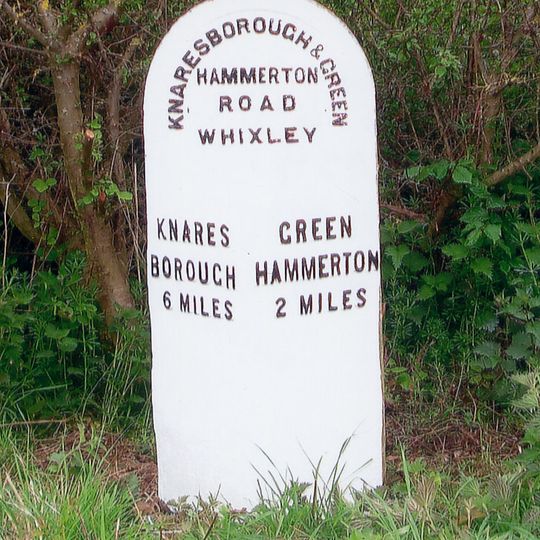 KNARESBOROUGH & GREEN
HAMMERTON
ROAD
WHIXLEY
KNARES
BOROUGH
6 MILES
GREEN
HAMMERTON
2 MILES